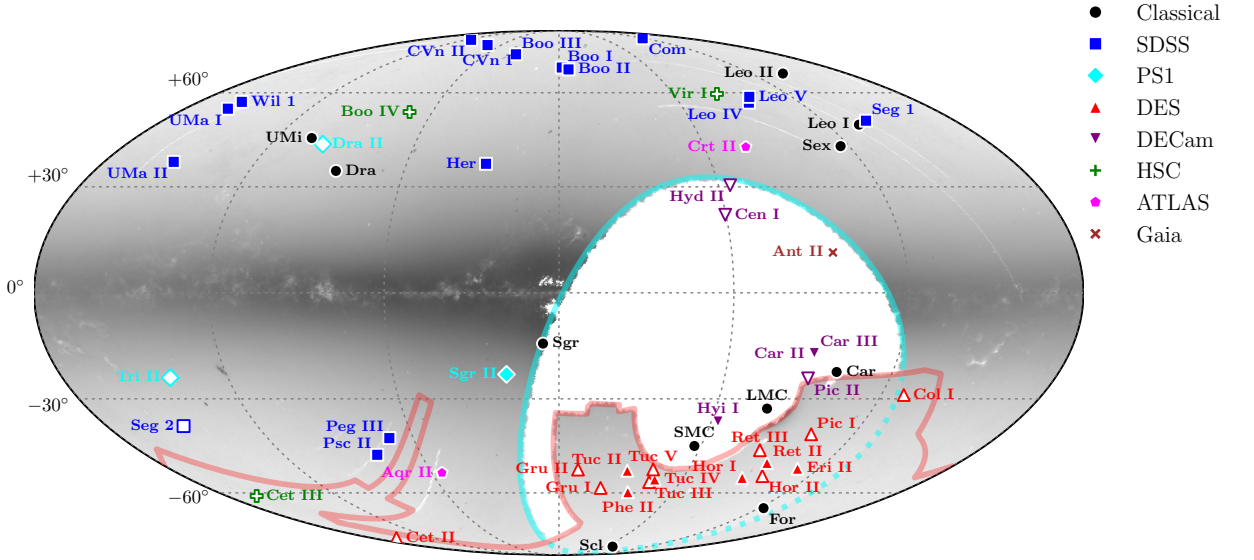 Classical
SDSS
PS1
DES
DECam
HSC
ATLAS
Gaia
+60°
+30°
0°
−30°
−60°
CVn II
CVn I
Boo III
Boo I
Boo II
Com
Leo II
Wil 1
UMa I
Boo IV
Vir I
Leo V
Leo IV
Seg 1
Leo I
UMi
Dra II
Crt II
Sex
UMa II
Dra
Her
Hyd II
Cen I
Ant II
Sgr
Car III
Car II
Tri II
Sgr II
Car
Pic II
Col I
LMC
Hyi I
Seg 2
Peg III
Psc II
SMC
Pic I
Ret III
Ret II
Tuc V
Tuc II
Gru II
Aqr II
Hor I
Eri II
Tuc IV
Gru I
Tuc III
Hor II
Cet III
Phe II
For
Cet II
Scl